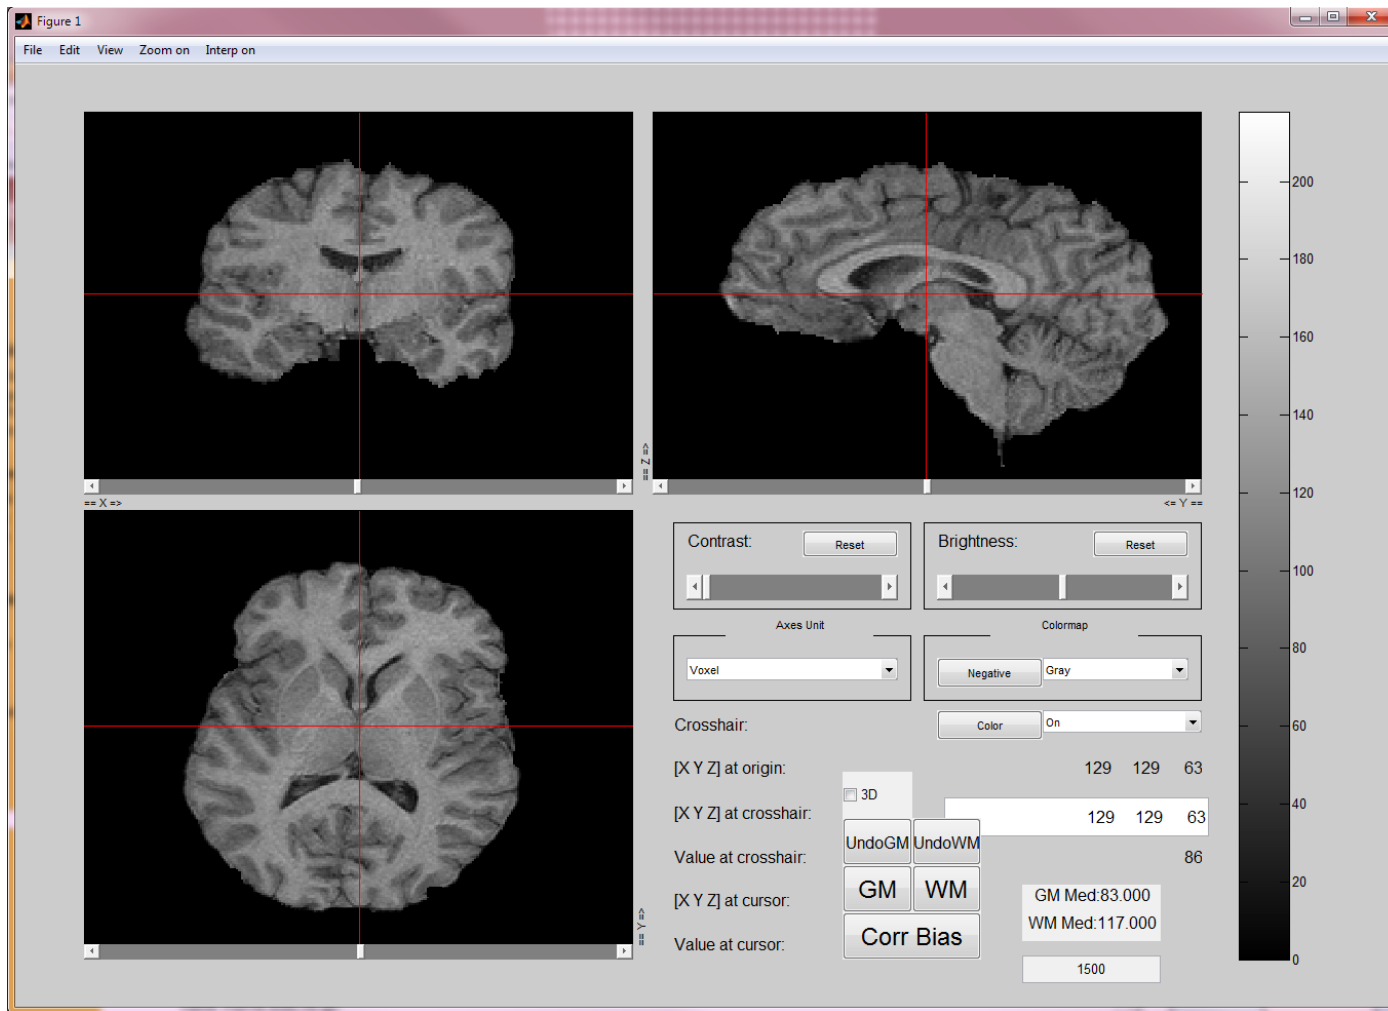 Figure 1
File Edit View Zoom on Interp on
== X =>
== Z =>
<= Y ==
== Y =>
Contrast: Reset
Brightness: Reset
Axes Unit
Voxel
Colormap
Negative Gray
Crosshair: Color On
[X Y Z] at origin: 129 129 63
3D
[X Y Z] at crosshair: 129 129 63
UndoGM UndoWM
Value at crosshair: 86
GM WM
[X Y Z] at cursor:
GM Med:83.000
WM Med:117.000
Corr Bias
Value at cursor:
1500
200
180
160
140
120
100
80
60
40
20
0